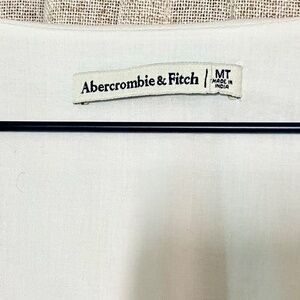 Abercrombie & Fitch
MT
MADE IN
INDIA